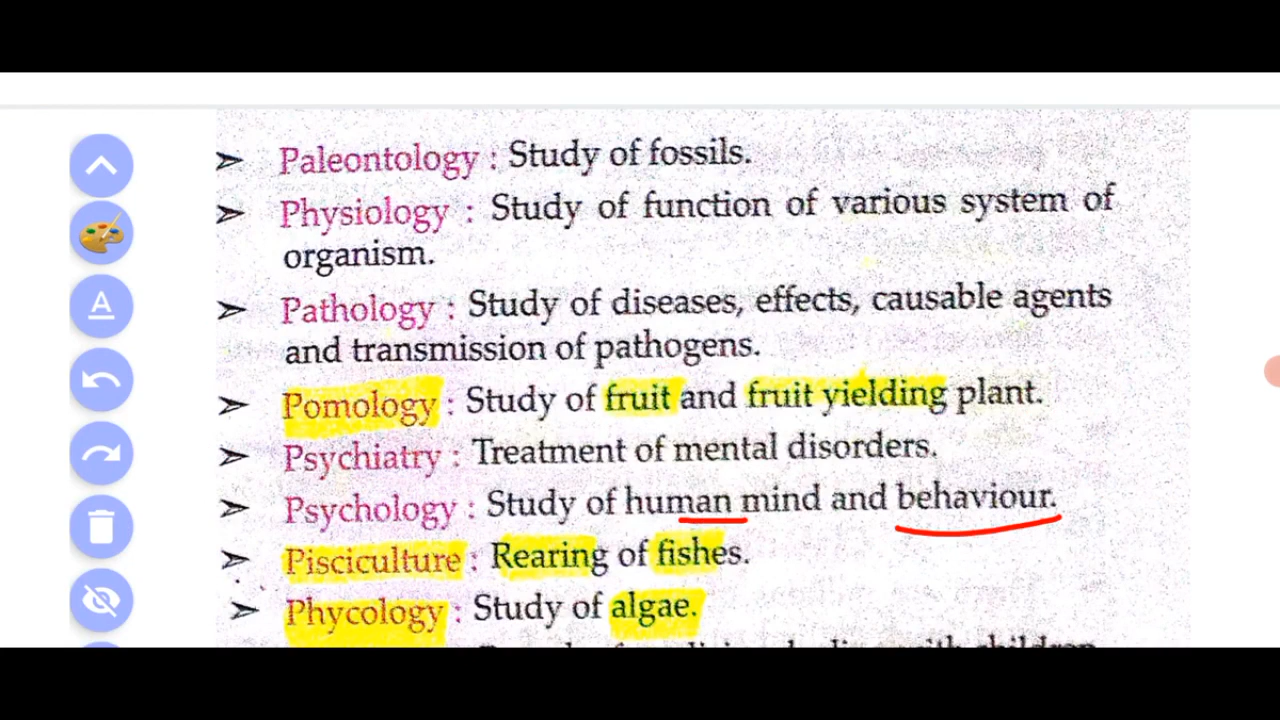 ➢ Paleontology : Study of fossils.
➢ Physiology : Study of function of various system of
organism.
➢ Pathology : Study of diseases, effects, causable agents
and transmission of pathogens.
➢ Pomology : Study of fruit and fruit yielding plant.
➢ Psychiatry : Treatment of mental disorders.
➢ Psychology : Study of human mind and behaviour.
➢ Pisciculture : Rearing of fishes.
➢ Phycology : Study of algae.